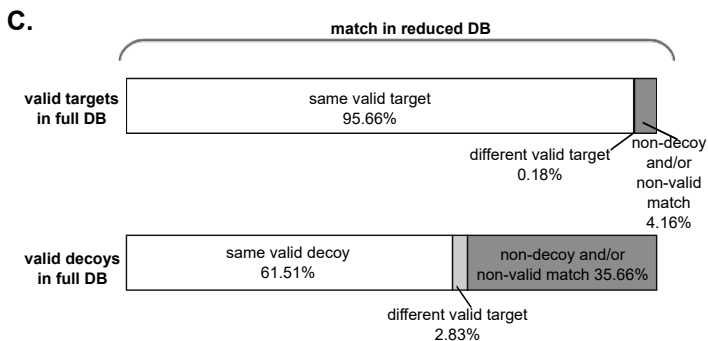 C.
match in reduced DB
valid targets
in full DB
same valid target
95.66%
different valid target
0.18%
non-decoy
and/or
non-valid
match
4.16%
valid decoys
in full DB
same valid decoy
61.51%
non-decoy and/or
non-valid match 35.66%
different valid target
2.83%